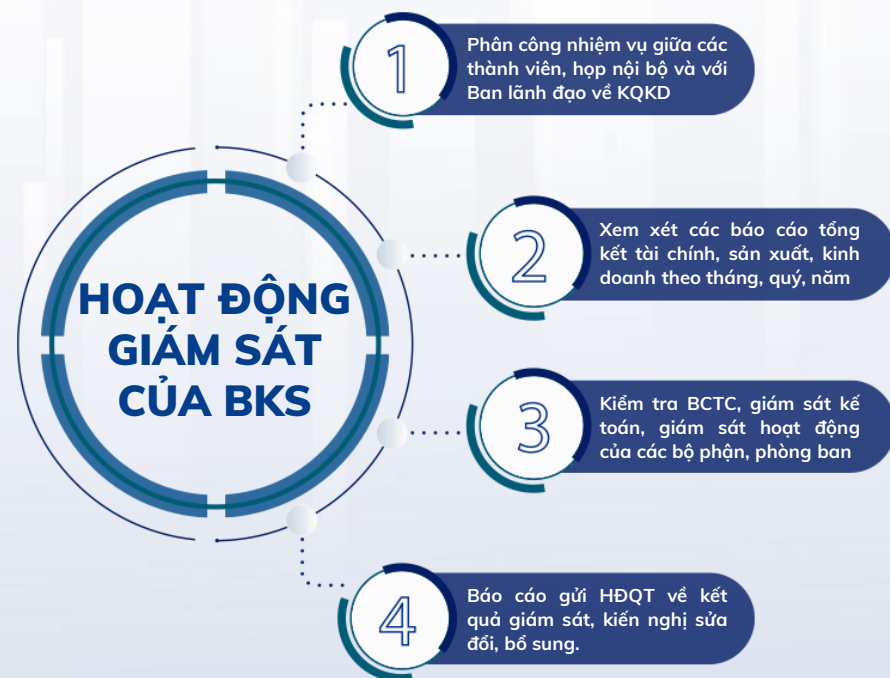 1
Phân công nhiệm vụ giữa các
thành viên, họp nội bộ và với
Ban lãnh đạo về KQKD
2
Xem xét các báo cáo tổng
kết tài chính, sản xuất, kinh
doanh theo tháng, quý, năm
HOẠT ĐỘNG
GIÁM SÁT
CỦA BKS
3
Kiểm tra BCTC, giám sát kế
toán, giám sát hoạt động
của các bộ phận, phòng ban
4
Báo cáo gửi HĐQT về kết
quả giám sát, kiến nghị sửa
đổi, bổ sung.